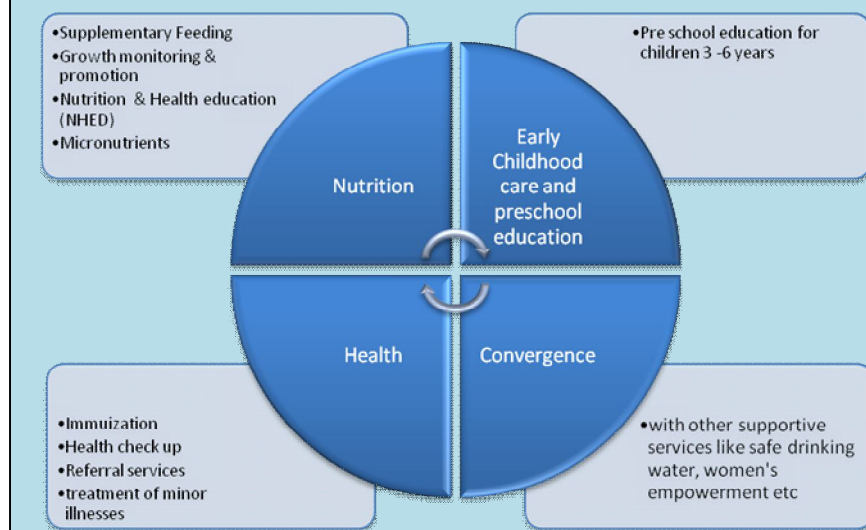 •Supplementary Feeding
•Growth monitoring &
promotion
•Nutrition & Health education
(NHED)
•Micronutrients
•Pre school education for
children 3 -6 years
Nutrition
Early
Childhood
care and
preschool
education
Health
Convergence
•Immuization
•Health check up
•Referral services
•treatment of minor
illnesses
•with other supportive
services like safe drinking
water, women's
empowerment etc